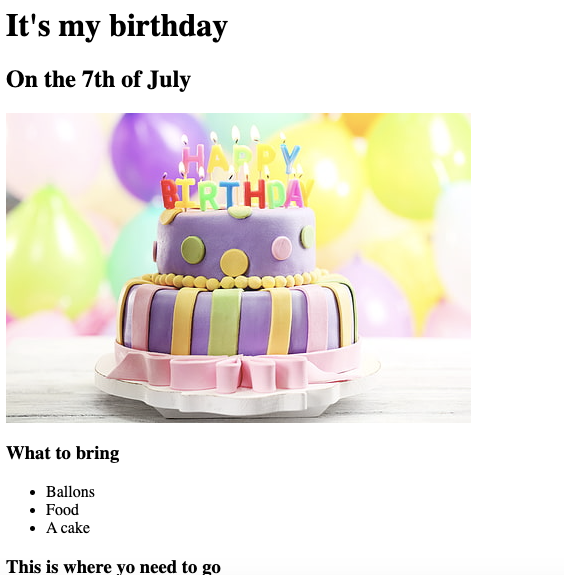 It's my birthday
On the 7th of July
HAPPY
BIRTHDAY
What to bring
Ballons
Food
A cake
This is where yo need to go